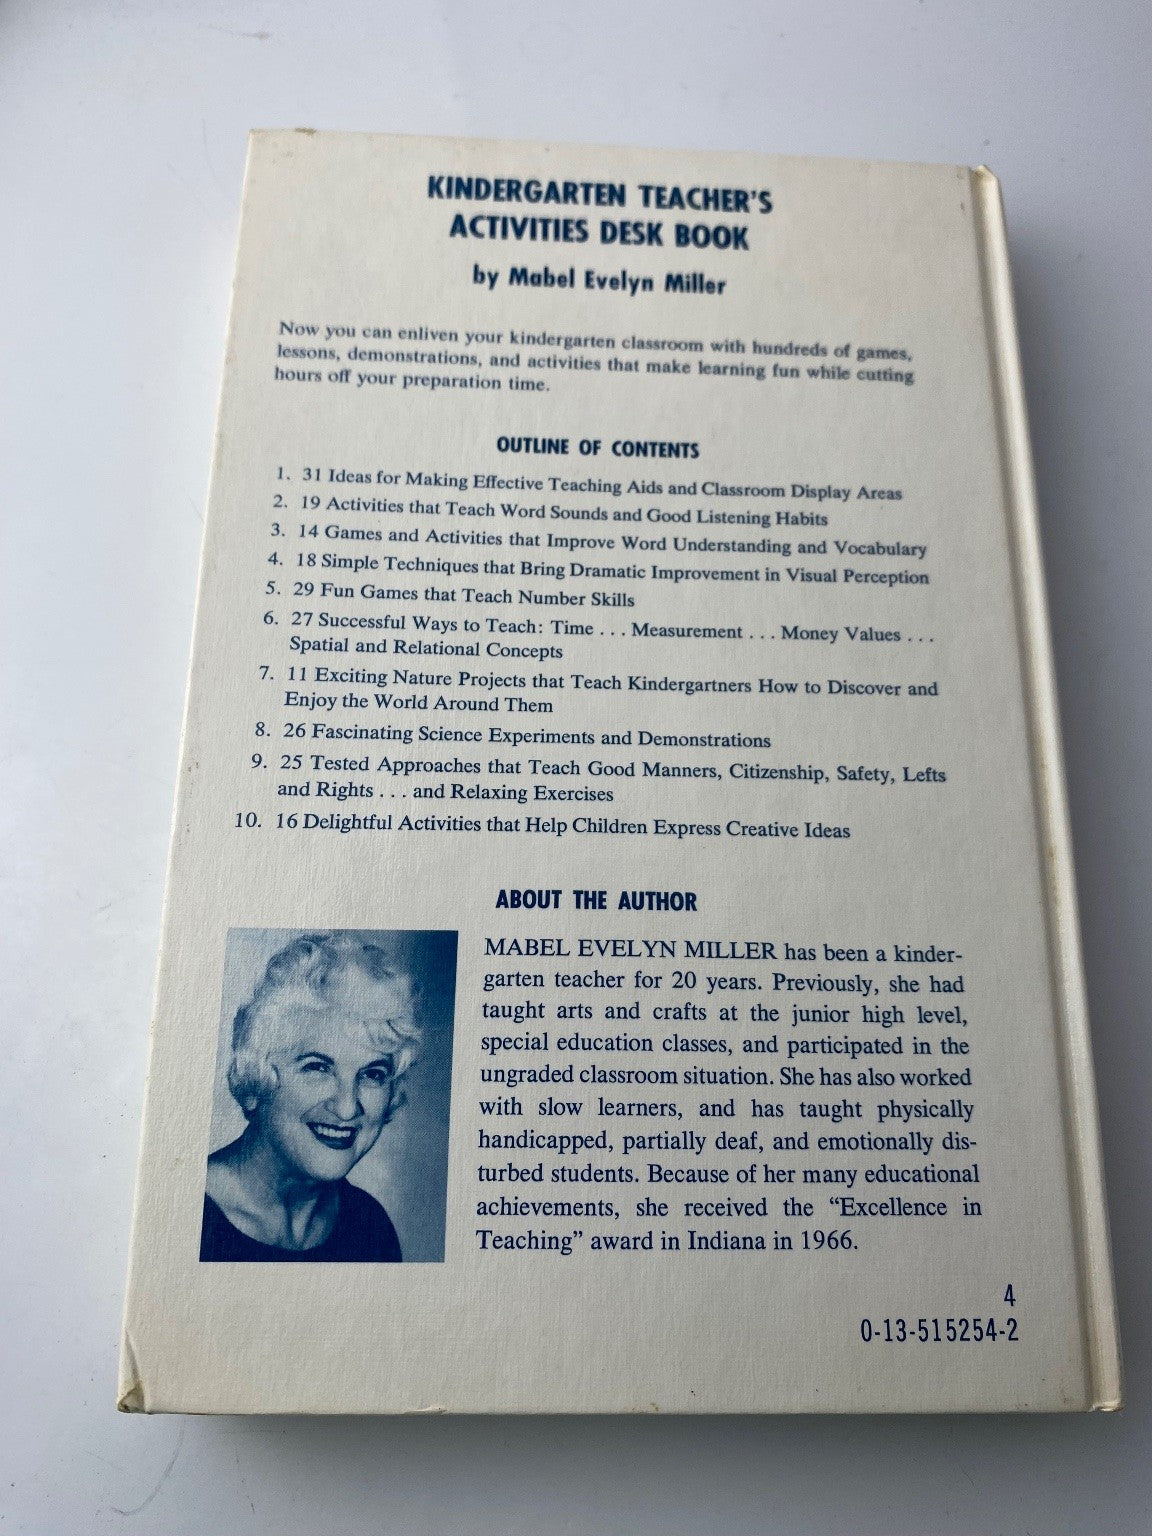 KINDERGARTEN TEACHER'S
ACTIVITIES DESK BOOK
by Mabel Evelyn Miller
Now you can enliven your kindergarten classroom with hundreds of games,
lessons, demonstrations, and activities that make learning fun while cutting
hours off your preparation time.
OUTLINE OF CONTENTS
1. 31 Ideas for Making Effective Teaching Aids and Classroom Display Areas
2. 19 Activities that Teach Word Sounds and Good Listening Habits
3. 14 Games and Activities that Improve Word Understanding and Vocabulary
4. 18 Simple Techniques that Bring Dramatic Improvement in Visual Perception
5. 29 Fun Games that Teach Number Skills
6. 27 Successful Ways to Teach: Time . . . Measurement . . . Money Values . . .
Spatial and Relational Concepts
7. 11 Exciting Nature Projects that Teach Kindergartners How to Discover and
Enjoy the World Around Them
8. 26 Fascinating Science Experiments and Demonstrations
9. 25 Tested Approaches that Teach Good Manners, Citizenship, Safety, Lefts
and Rights . . . and Relaxing Exercises
10. 16 Delightful Activities that Help Children Express Creative Ideas
ABOUT THE AUTHOR
MABEL EVELYN MILLER has been a kinder-
garten teacher for 20 years. Previously, she had
taught arts and crafts at the junior high level,
special education classes, and participated in the
ungraded classroom situation. She has also worked
with slow learners, and has taught physically
handicapped, partially deaf, and emotionally dis-
turbed students. Because of her many educational
achievements, she received the “Excellence in
Teaching” award in Indiana in 1966.
4
0-13-515254-2